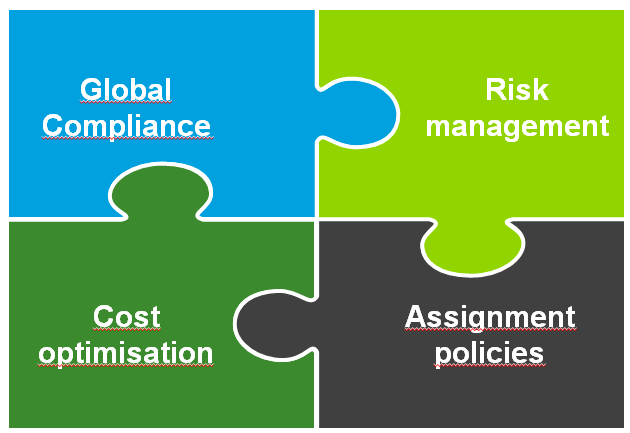 Global
Compliance
Risk
management
Cost
optimisation
Assignment
policies